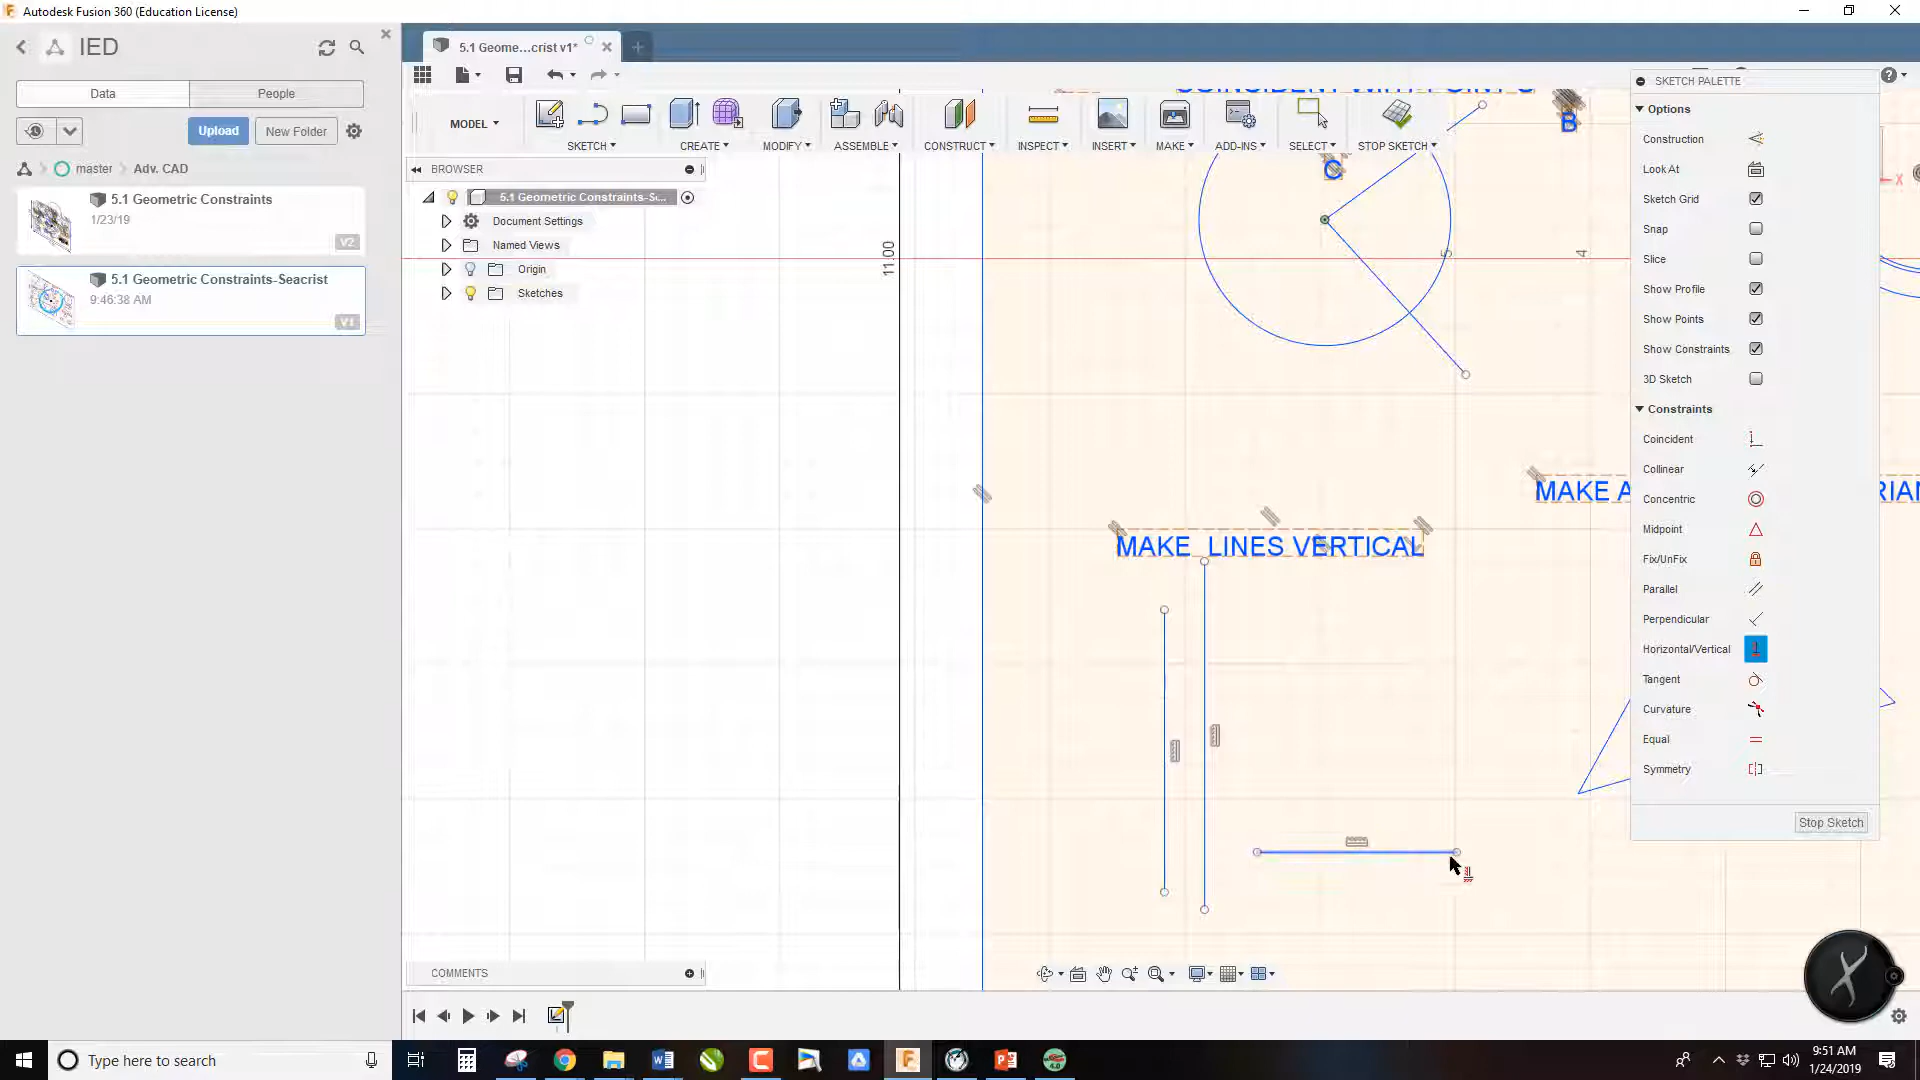 Autodesk Fusion 360 (Education License)
IED
5.1 Geome...crist v1*
Data
People
Upload
New Folder
master
Adv. CAD
5.1 Geometric Constraints
1/23/19
V2
5.1 Geometric Constraints-Seacrist
9:46:38 AM
V1
MODEL
SKETCH
CREATE
MODIFY
ASSEMBLE
CONSTRUCT
INSPECT
INSERT
MAKE
ADD-INS
SELECT
STOP SKETCH
BROWSER
5.1 Geometric Constraints-S...
Document Settings
Named Views
Origin
Sketches
11.00
5
4
B
C
X
MAKE LINES VERTICAL
MAKE A
RIAN
SKETCH PALETTE
Options
Construction
Look At
Sketch Grid
Snap
Slice
Show Profile
Show Points
Show Constraints
3D Sketch
Constraints
Coincident
Collinear
Concentric
Midpoint
Fix/UnFix
Parallel
Perpendicular
Horizontal/Vertical
Tangent
Curvature
Equal
Symmetry
Stop Sketch
COMMENTS
Type here to search
4.0
9:51 AM
1/24/2019